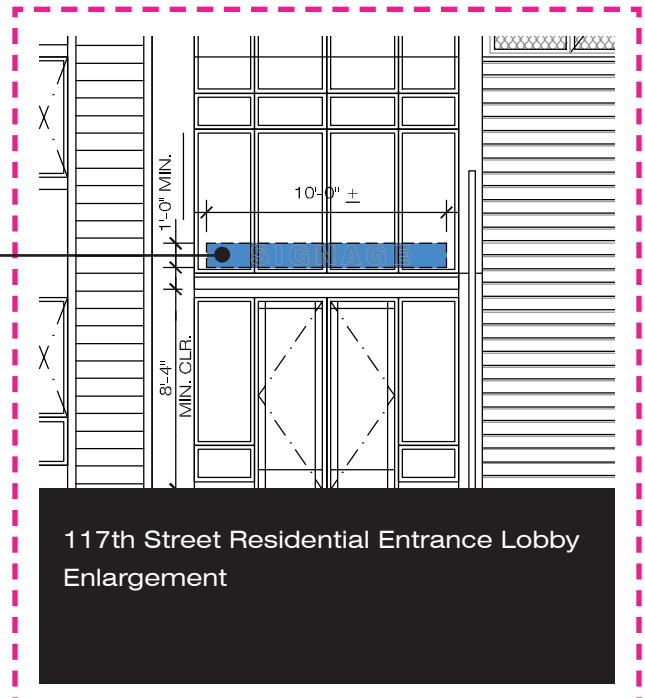 10'-0" ±
1'-0" MIN.
SIGNAGE
8'-4"
MIN. CLR.
117th Street Residential Entrance Lobby
Enlargement